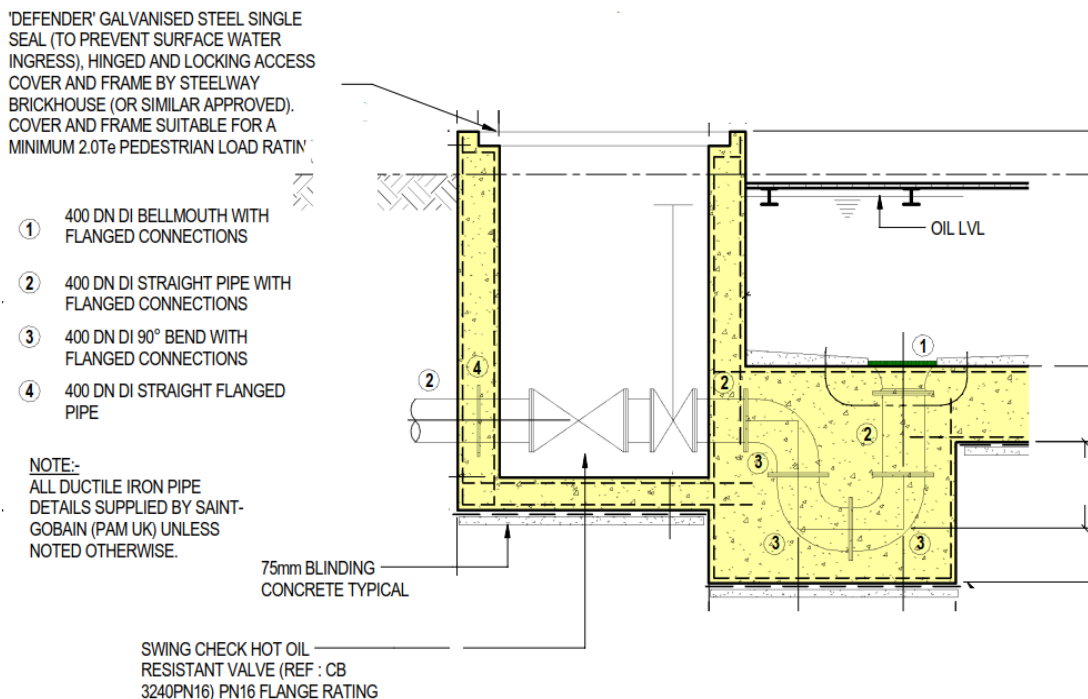 'DEFENDER' GALVANISED STEEL SINGLE
SEAL (TO PREVENT SURFACE WATER
INGRESS), HINGED AND LOCKING ACCESS
COVER AND FRAME BY STEELWAY
BRICKHOUSE (OR SIMILAR APPROVED).
COVER AND FRAME SUITABLE FOR A
MINIMUM 2.0Te PEDESTRIAN LOAD RATIN
1 400 DN DI BELLMOUTH WITH
FLANGED CONNECTIONS
2 400 DN DI STRAIGHT PIPE WITH
FLANGED CONNECTIONS
3 400 DN DI 90° BEND WITH
FLANGED CONNECTIONS
4 400 DN DI STRAIGHT FLANGED
PIPE
NOTE:-
ALL DUCTILE IRON PIPE
DETAILS SUPPLIED BY SAINT-
GOBAIN (PAM UK) UNLESS
NOTED OTHERWISE.
75mm BLINDING
CONCRETE TYPICAL
SWING CHECK HOT OIL
RESISTANT VALVE (REF : CB
3240PN16) PN16 FLANGE RATING
OIL LVL
1
2
4
2
2
3
3
3